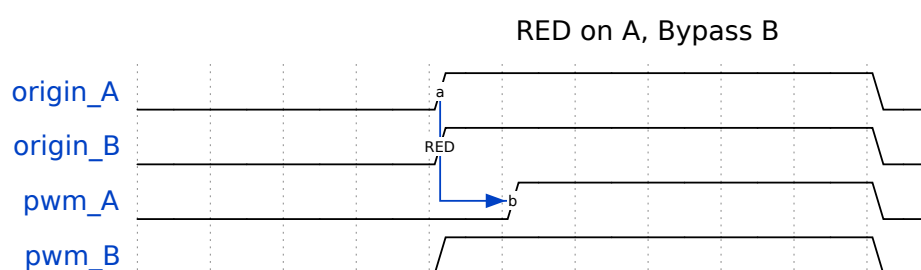 RED on A, Bypass B
origin_A
a
origin_B
RED
pwm_A
b
pwm_B